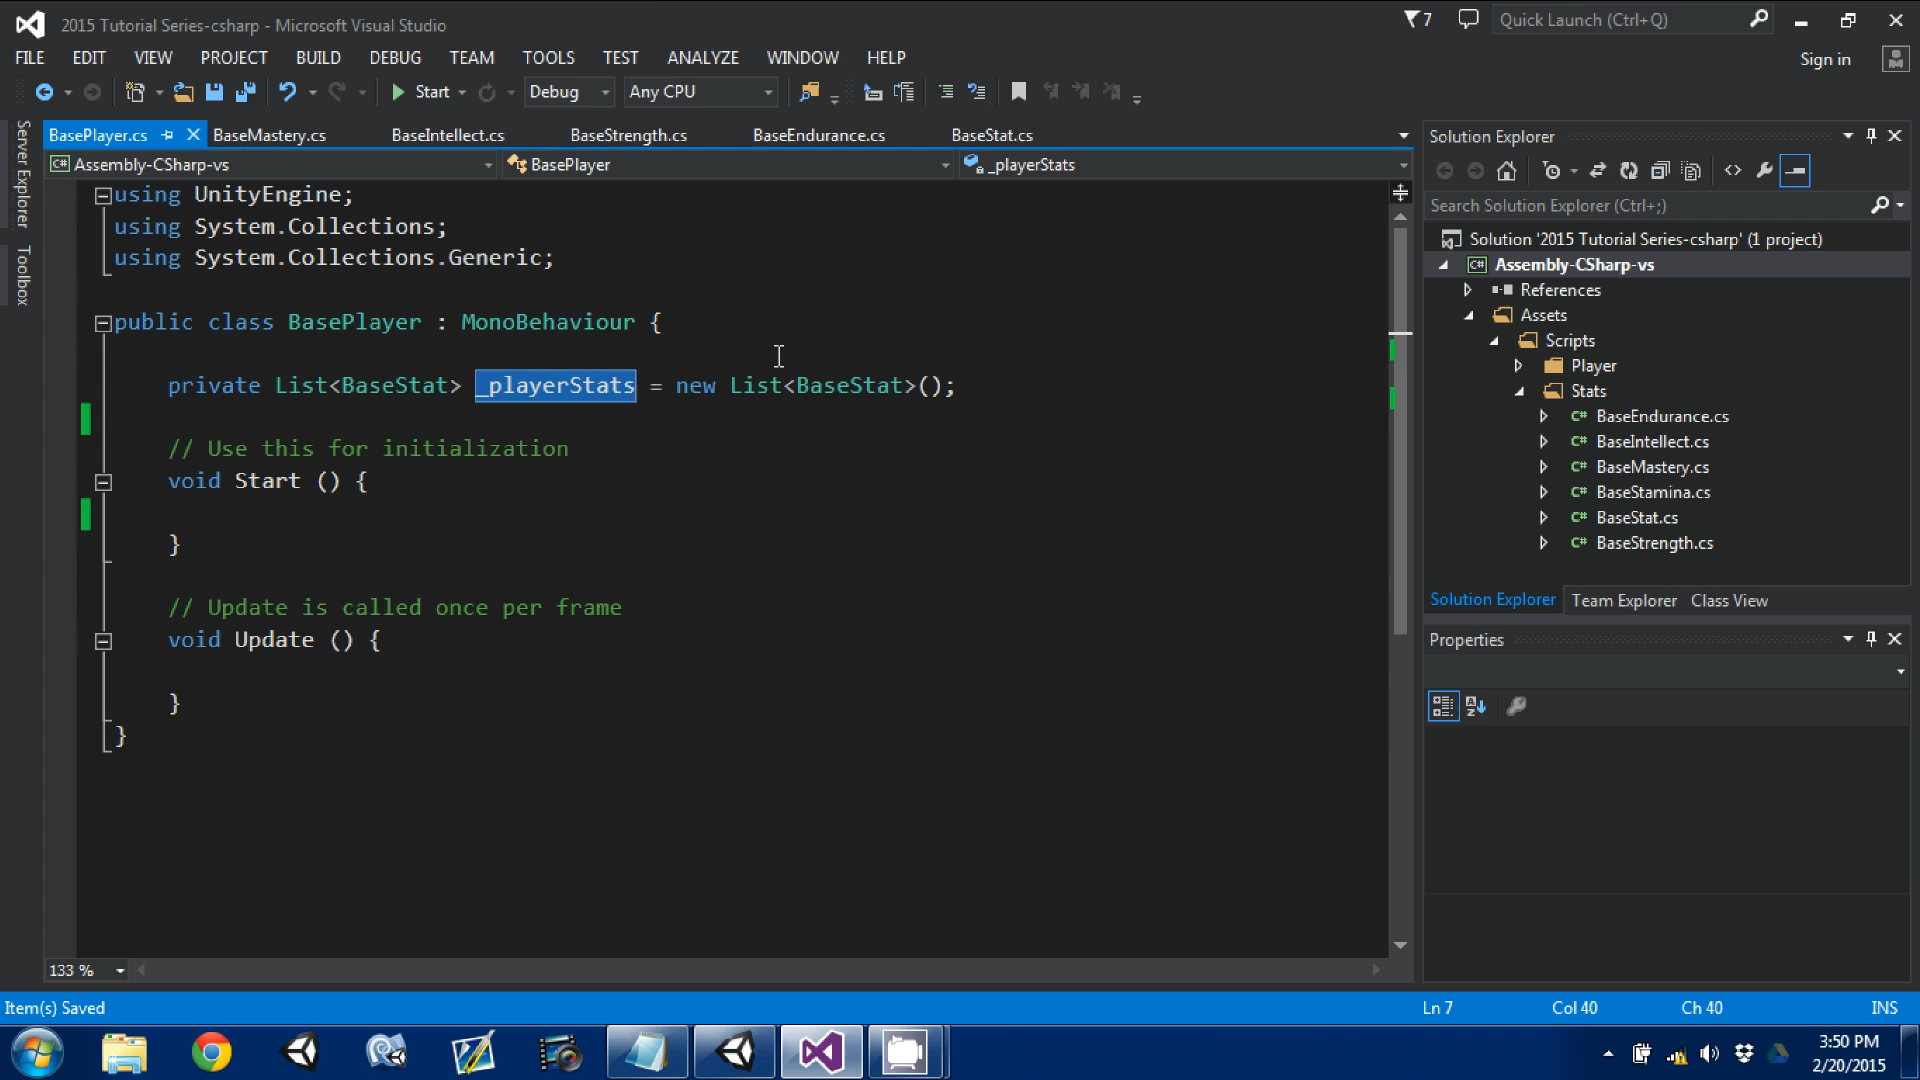 2015 Tutorial Series-csharp - Microsoft Visual Studio
7
Quick Launch (Ctrl+Q)
FILE EDIT VIEW PROJECT BUILD DEBUG TEAM TOOLS TEST ANALYZE WINDOW HELP
Sign in
Start Debug Any CPU
Server Explorer
Toolbox
BasePlayer.cs BaseMastery.cs BaseIntellect.cs BaseStrength.cs BaseEndurance.cs BaseStat.cs
Assembly-CSharp-vs BasePlayer _playerStats
using UnityEngine;
using System.Collections;
using System.Collections.Generic;
public class BasePlayer : MonoBehaviour {
private List<BaseStat> _playerStats = new List<BaseStat>();
// Use this for initialization
void Start () {
}
// Update is called once per frame
void Update () {
}
}
133 %
Solution Explorer
Search Solution Explorer (Ctrl+;)
Solution '2015 Tutorial Series-csharp' (1 project)
C# Assembly-CSharp-vs
References
Assets
Scripts
Player
Stats
C# BaseEndurance.cs
C# BaseIntellect.cs
C# BaseMastery.cs
C# BaseStamina.cs
C# BaseStat.cs
C# BaseStrength.cs
Solution Explorer Team Explorer Class View
Properties
Item(s) Saved
Ln 7 Col 40 Ch 40 INS
3:50 PM
2/20/2015